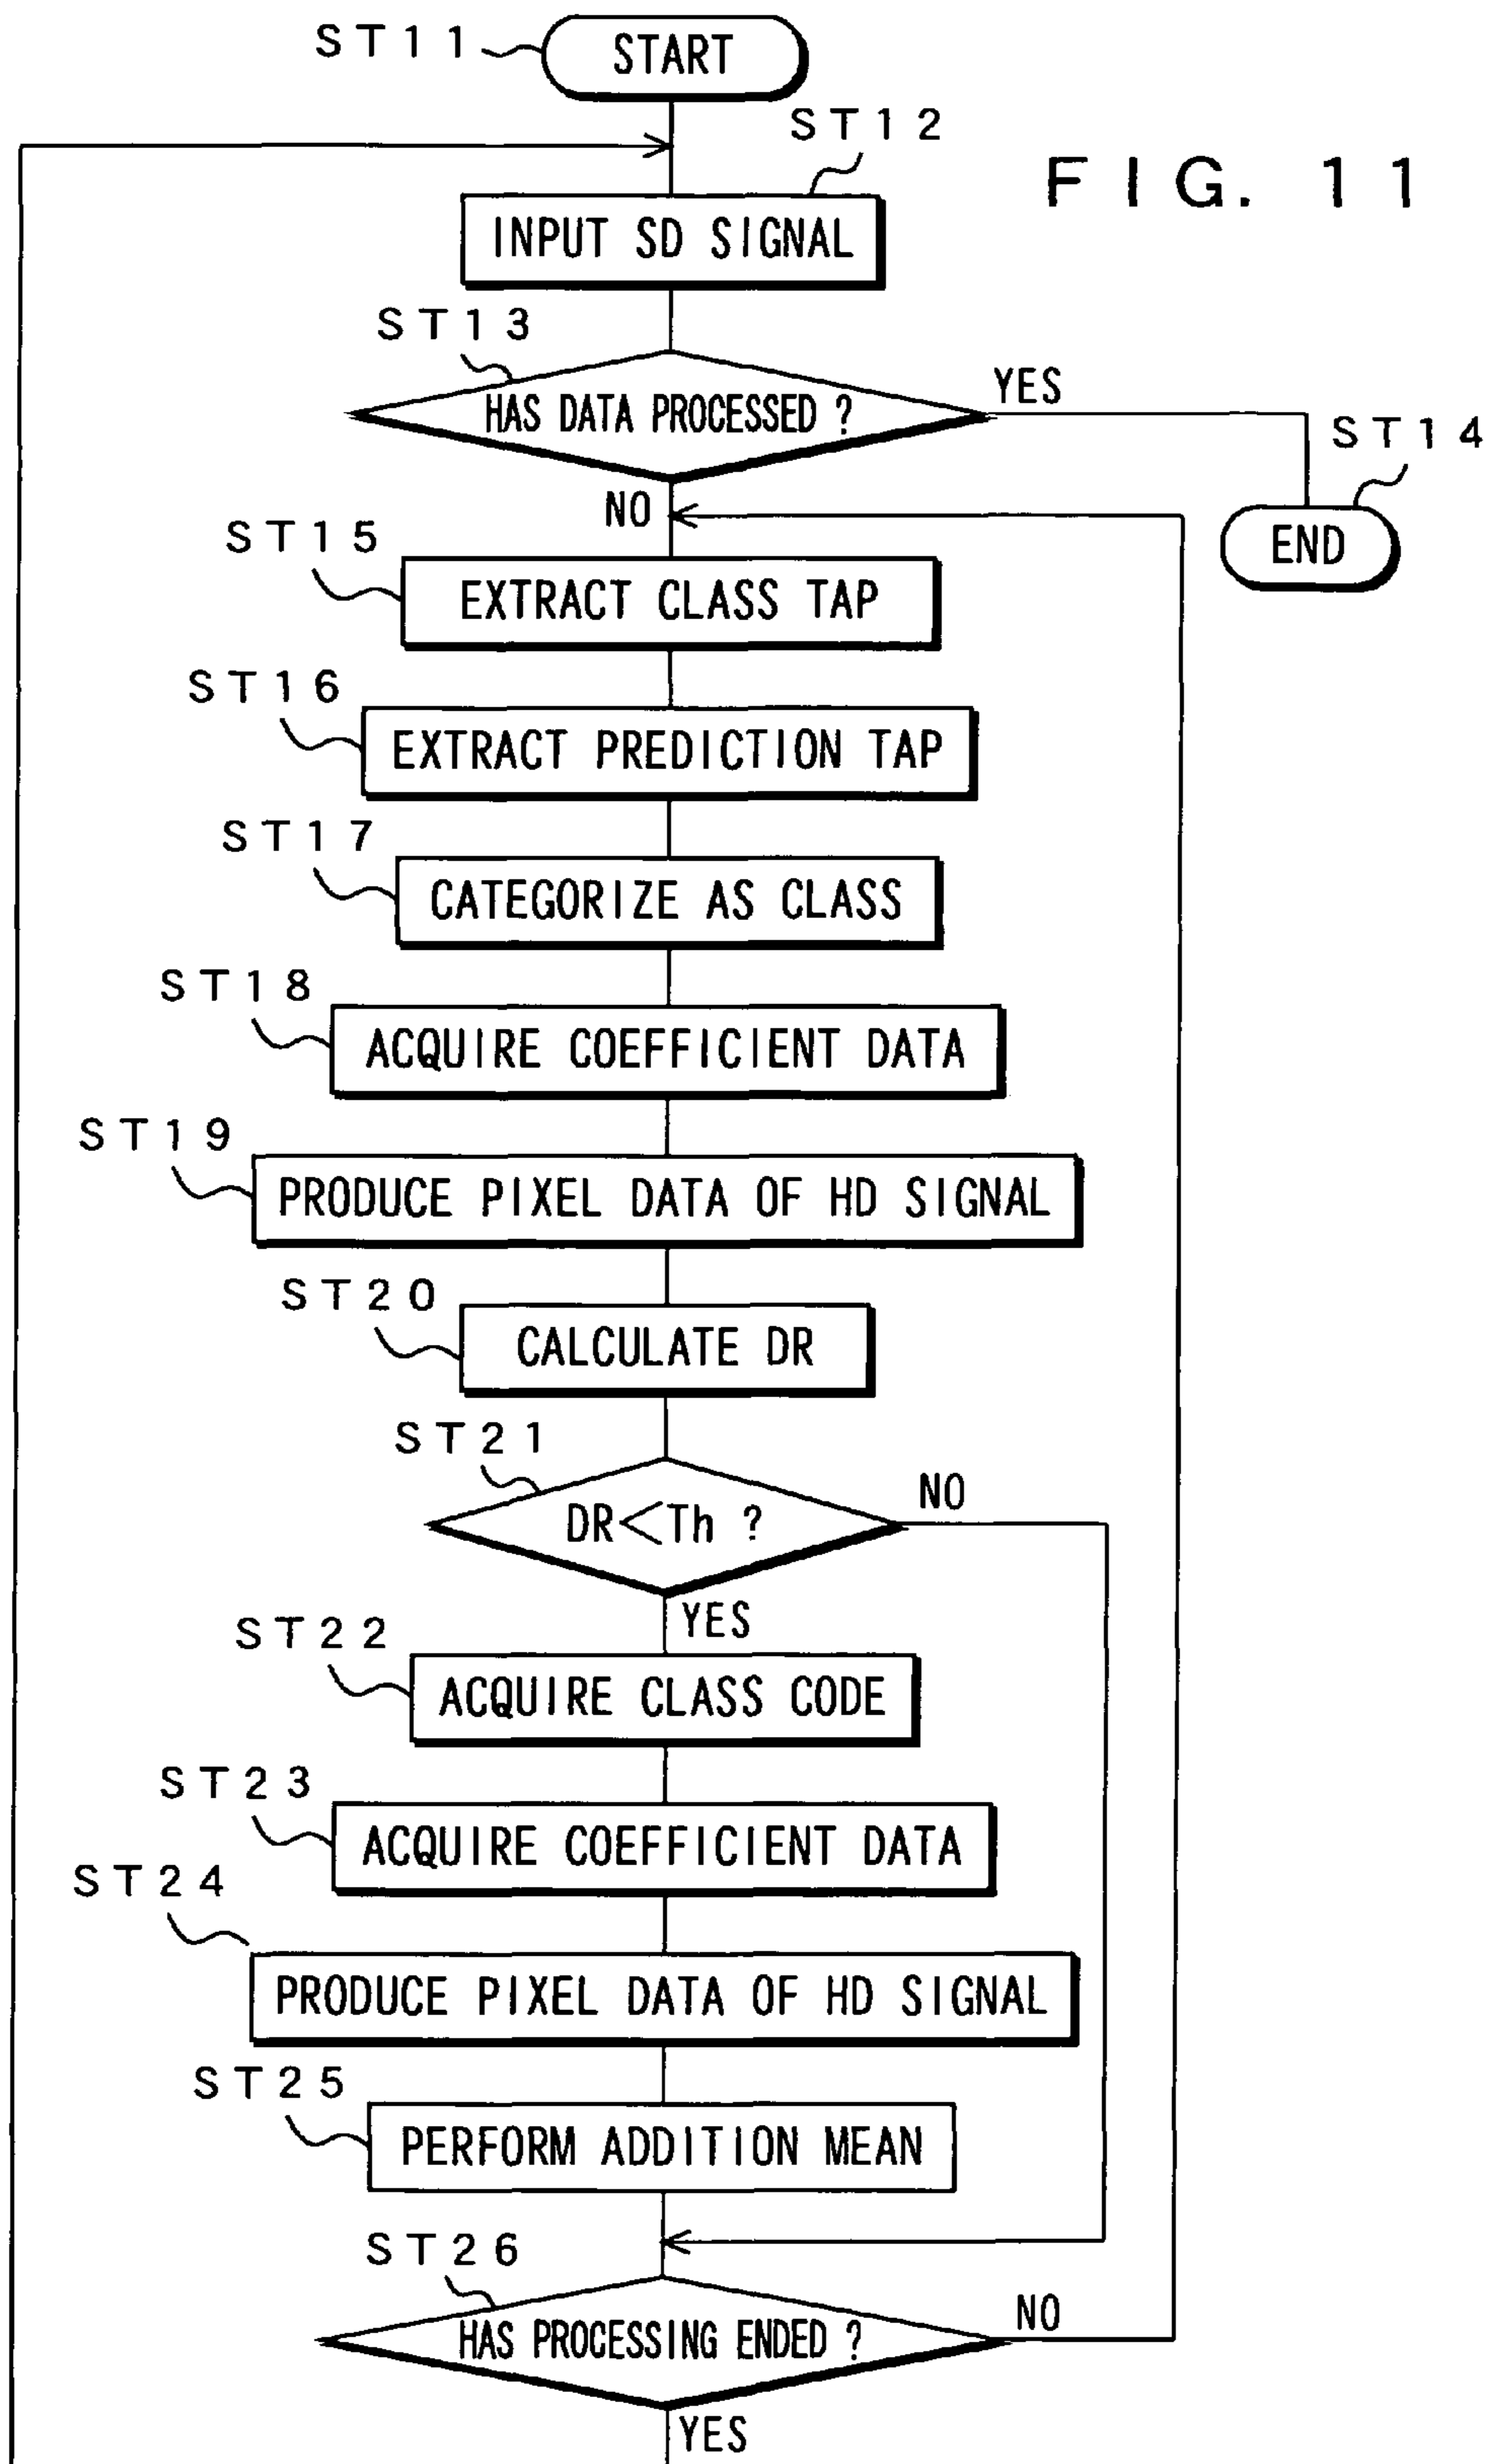 ST11
START
ST12
FIG. 11
INPUT SD SIGNAL
ST13
HAS DATA PROCESSED ?
YES
ST14
NO
END
ST15
EXTRACT CLASS TAP
ST16
EXTRACT PREDICTION TAP
ST17
CATEGORIZE AS CLASS
ST18
ACQUIRE COEFFICIENT DATA
ST19
PRODUCE PIXEL DATA OF HD SIGNAL
ST20
CALCULATE DR
ST21
DR<Th ?
NO
YES
ST22
ACQUIRE CLASS CODE
ST23
ACQUIRE COEFFICIENT DATA
ST24
PRODUCE PIXEL DATA OF HD SIGNAL
ST25
PERFORM ADDITION MEAN
ST26
HAS PROCESSING ENDED ?
NO
YES